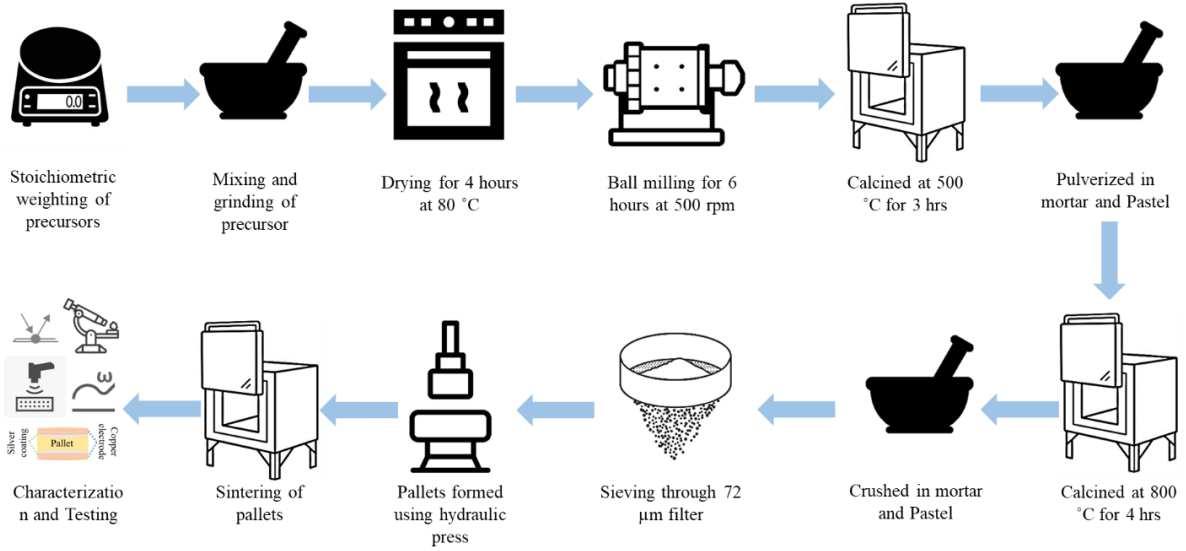 0.0
Stoichiometric
weighting of
precursors
Mixing and
grinding of
precursor
Drying for 4 hours
at 80 ˚C
Ball milling for 6
hours at 500 rpm
Calcined at 500
˚C for 3 hrs
Pulverized in
mortar and Pastel
Calcined at 800
˚C for 4 hrs
Crushed in mortar
and Pastel
Sieving through 72
µm filter
Pallets formed
using hydraulic
press
Sintering of
pallets
ω
Silver
coating
Pallet
Copper
electrode
Characterizatio
n and Testing